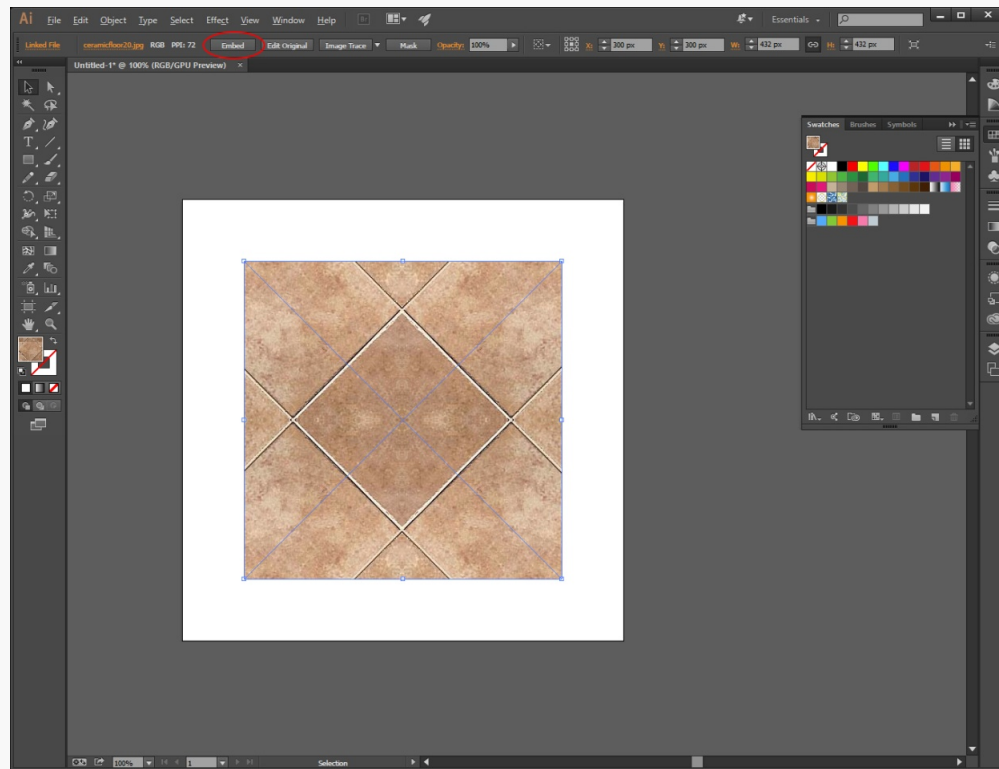 Ai File Edit Object Type Select Effect View Window Help Essentials
Linked File ceramicfloor20.jpg RGB PPI: 72 Embed Edit Original Image Trace Mask Opacity: 100% X: 300 px Y: 300 px W: 432 px H: 432 px
Untitled-1* @ 100% (RGB/GPU Preview) ×
Swatches Brushes Symbols
100% 1 Selection